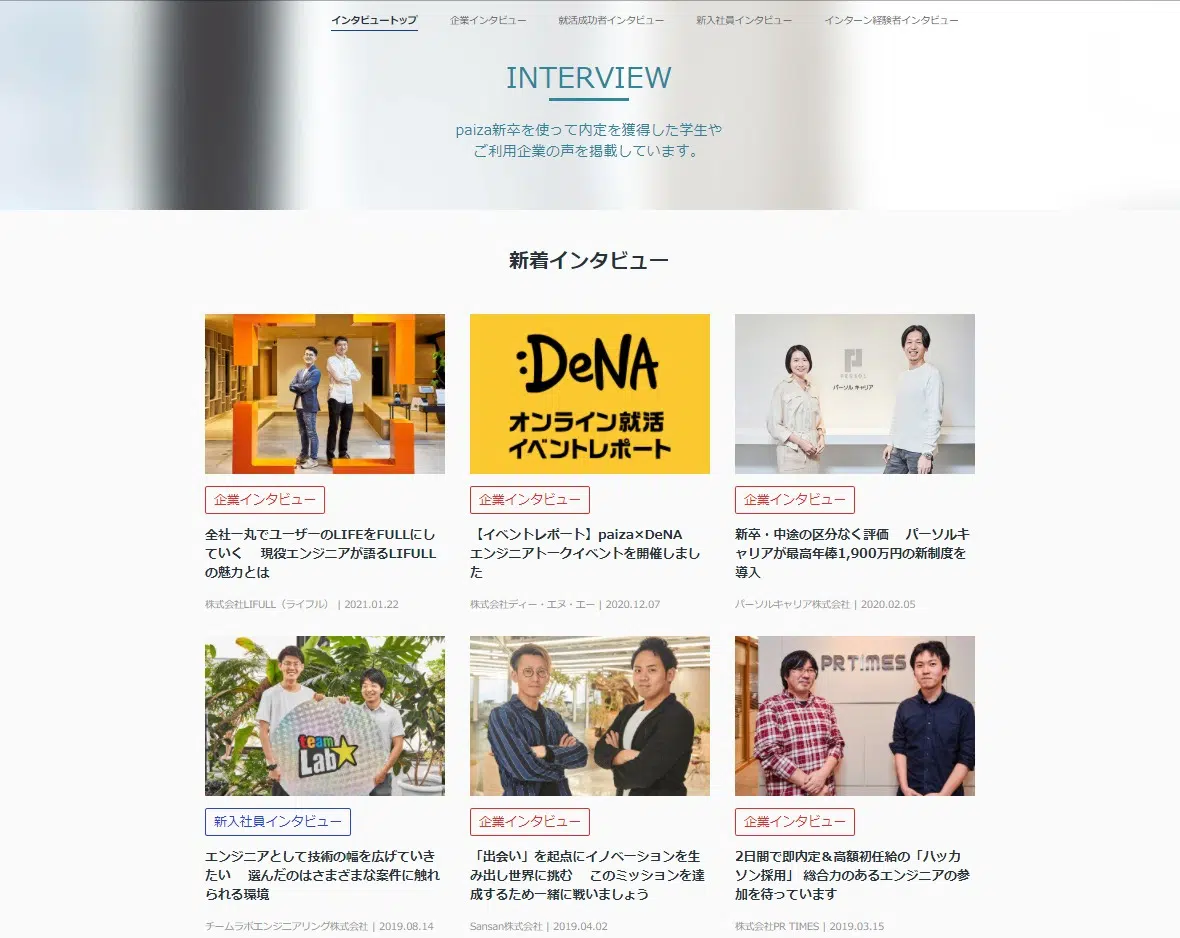 インタビュートップ 企業インタビュー 就活成功者インタビュー 新入社員インタビュー インターン経験者インタビュー
INTERVIEW
paiza新卒を使って内定を獲得した学生や
ご利用企業の声を掲載しています。
新着インタビュー
企業インタビュー
全社一丸でユーザーのLIFEをFULLにし
ていく　現役エンジニアが語るLIFULL
の魅力とは
株式会社LIFULL（ライフル） | 2021.01.22
:DeNA
オンライン就活
イベントレポート
企業インタビュー
【イベントレポート】paiza×DeNA
エンジニアトークイベントを開催しまし
た
株式会社ディー・エヌ・エー | 2020.12.07
PERSOL
パーソル キャリア
企業インタビュー
新卒・中途の区分なく評価　パーソルキ
ャリアが最高年俸1,900万円の新制度を
導入
パーソルキャリア株式会社 | 2020.02.05
team
Lab
新入社員インタビュー
エンジニアとして技術の幅を広げていき
たい　選んだのはさまざまな案件に触れ
られる環境
チームラボエンジニアリング株式会社 | 2019.08.14
企業インタビュー
「出会い」を起点にイノベーションを生
み出し世界に挑む　このミッションを達
成するため一緒に戦いましょう
Sansan株式会社 | 2019.04.02
PR TIMES
企業インタビュー
2日間で即内定＆高額初任給の「ハッカ
ソン採用」 総合力のあるエンジニアの参
加を待っています
株式会社PR TIMES | 2019.03.15